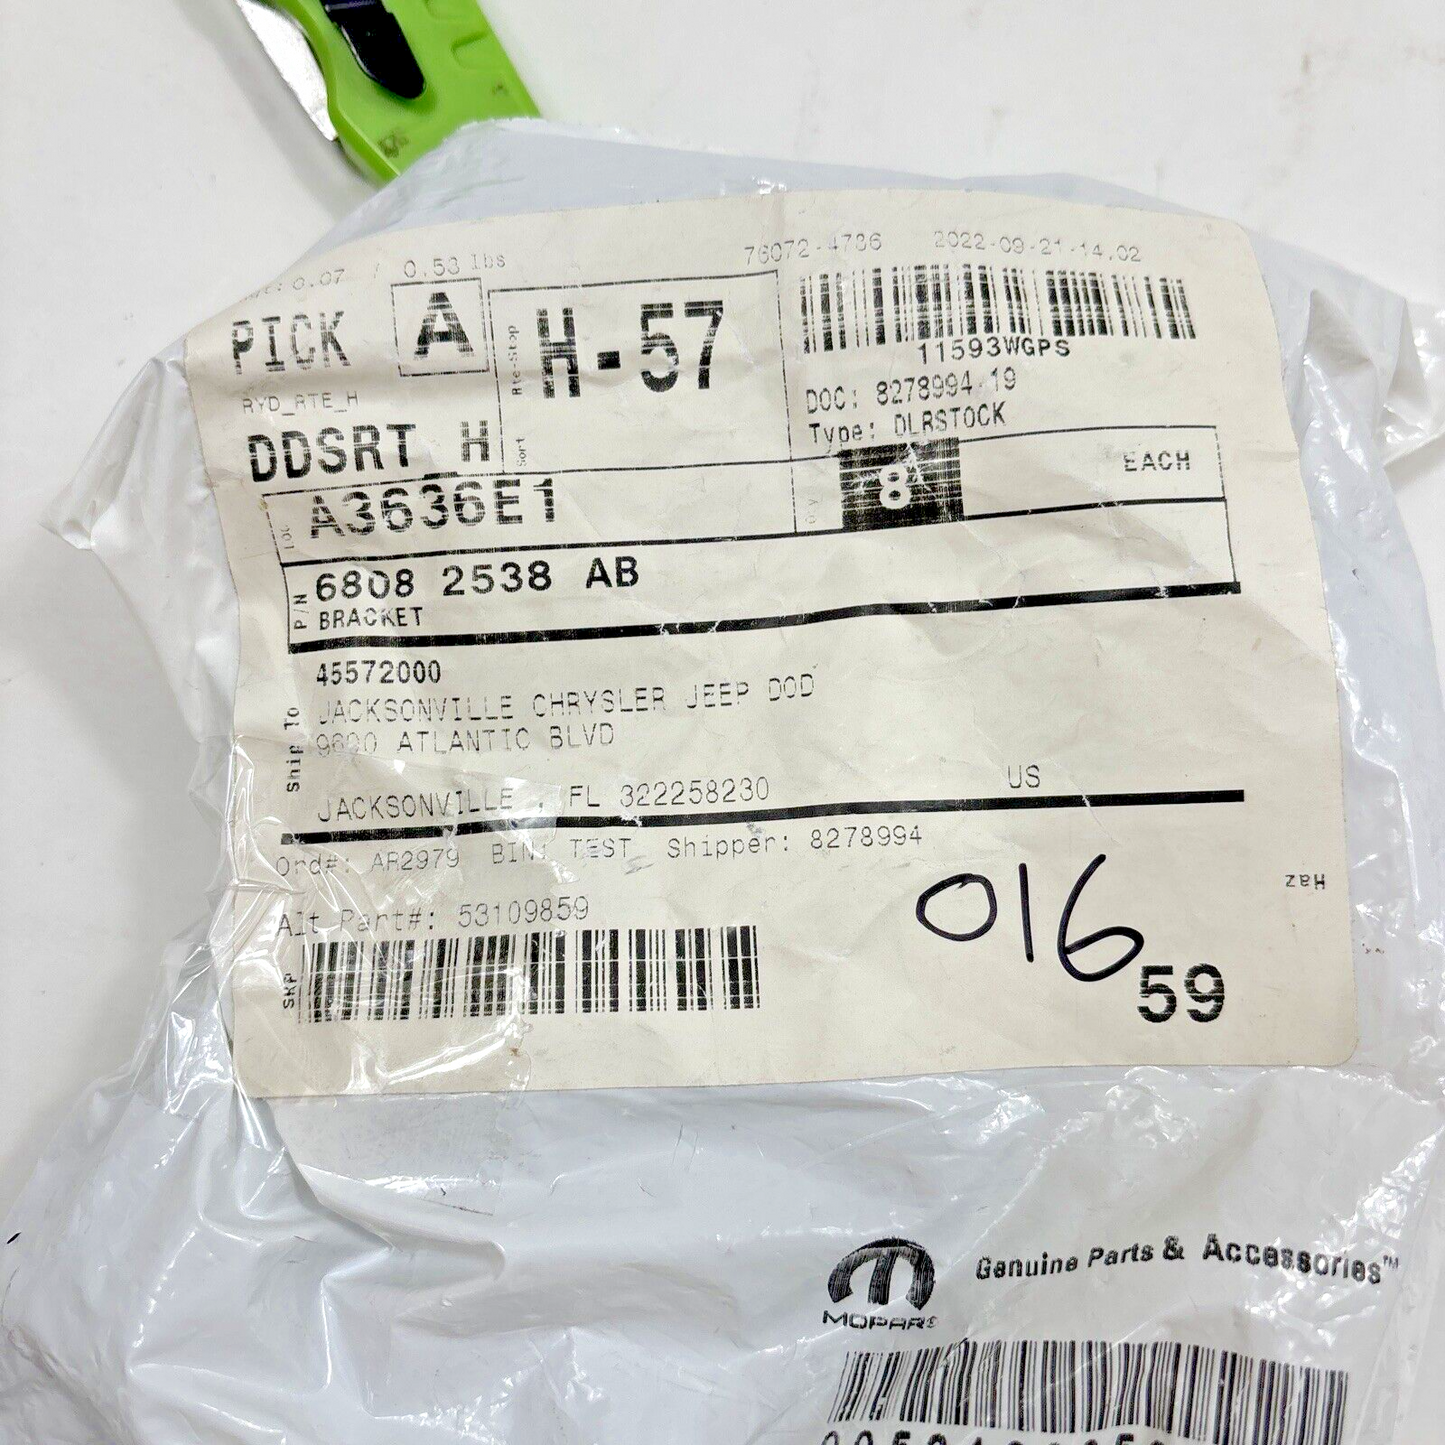 0.07 / 0.53 lbs
76072-4786 2022-09-21-14.02
PICK A
Rte-Stop H-57
11593WGPS
RYD_RTE_H
DOC: 8278994-19
DDSRT H
Sort
Type: DLRSTOCK
Loc A3636E1
8 EACH
P/N 6808 2538 AB
BRACKET
45572000
Ship To
JACKSONVILLE CHRYSLER JEEP DOD
ATLANTIC BLVD
JACKSONVILLE , FL 322258230 US
Ord#: AR2979 BIN1 TEST Shipper: 8278994
Haz
Alt Part#: 53109859
016
SKP
59
MOPAR®
Genuine Parts & Accessories™